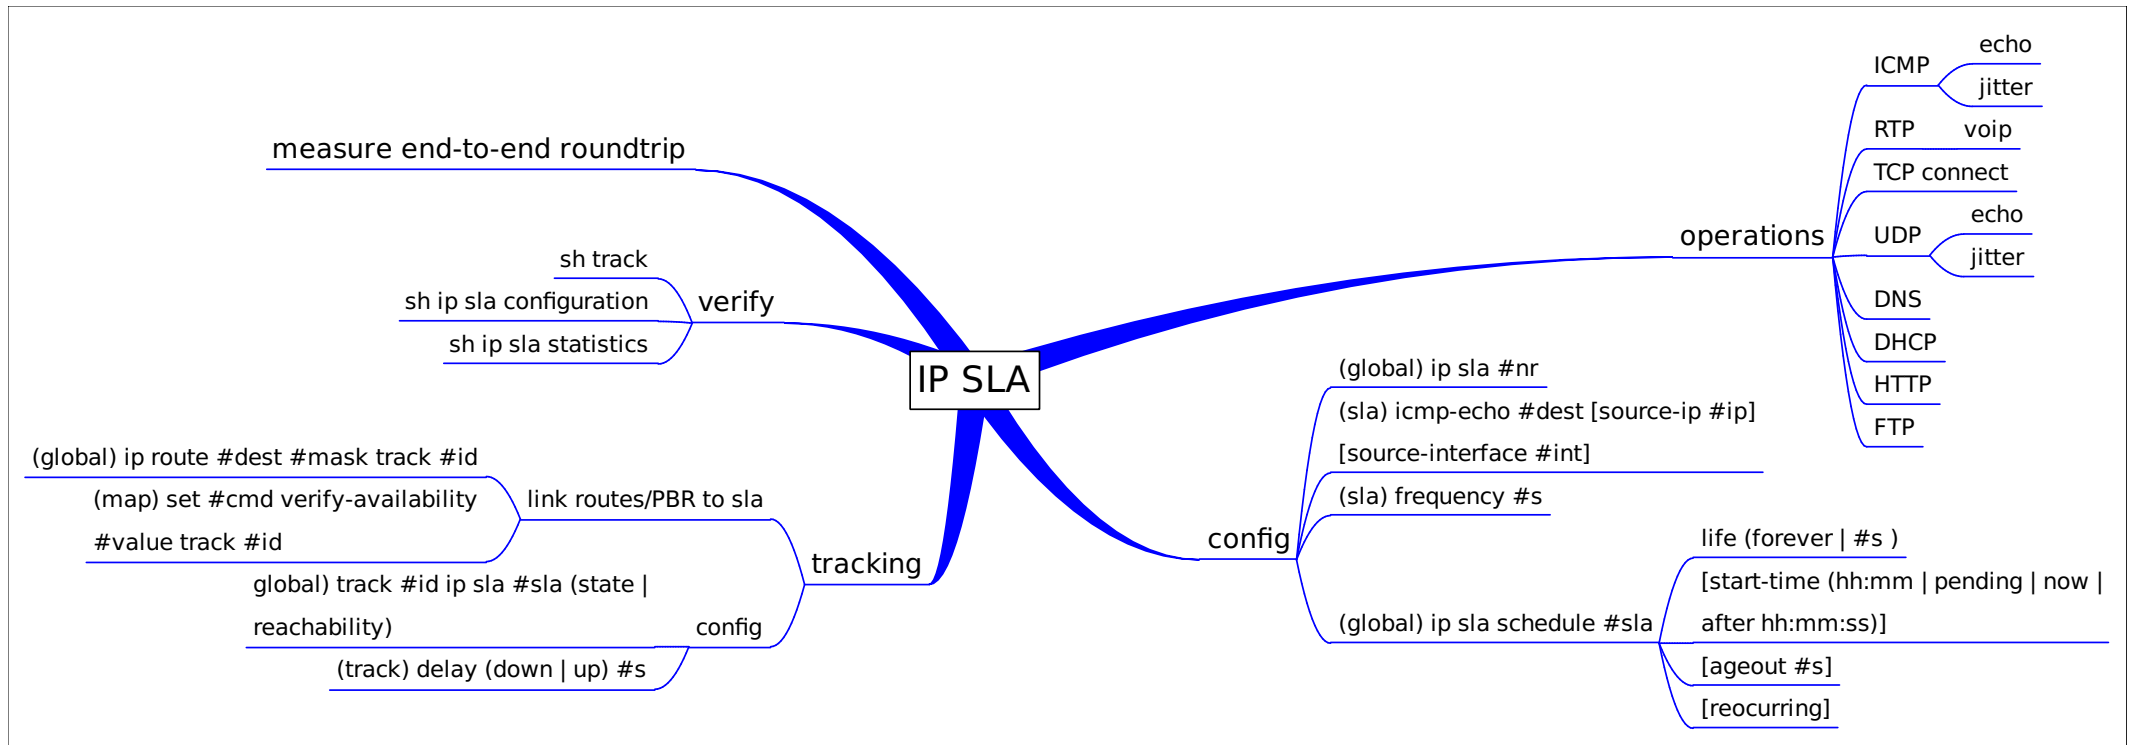 IP SLA
measure end-to-end roundtrip
verify
sh track
sh ip sla configuration
sh ip sla statistics
tracking
link routes/PBR to sla
(global) ip route #dest #mask track #id
(map) set #cmd verify-availability
#value track #id
config
global) track #id ip sla #sla (state |
reachability)
(track) delay (down | up) #s
operations
ICMP
echo
jitter
RTP
voip
TCP connect
UDP
echo
jitter
DNS
DHCP
HTTP
FTP
config
(global) ip sla #nr
(sla) icmp-echo #dest [source-ip #ip]
[source-interface #int]
(sla) frequency #s
(global) ip sla schedule #sla
life (forever | #s )
[start-time (hh:mm | pending | now |
after hh:mm:ss)]
[ageout #s]
[reocurring]